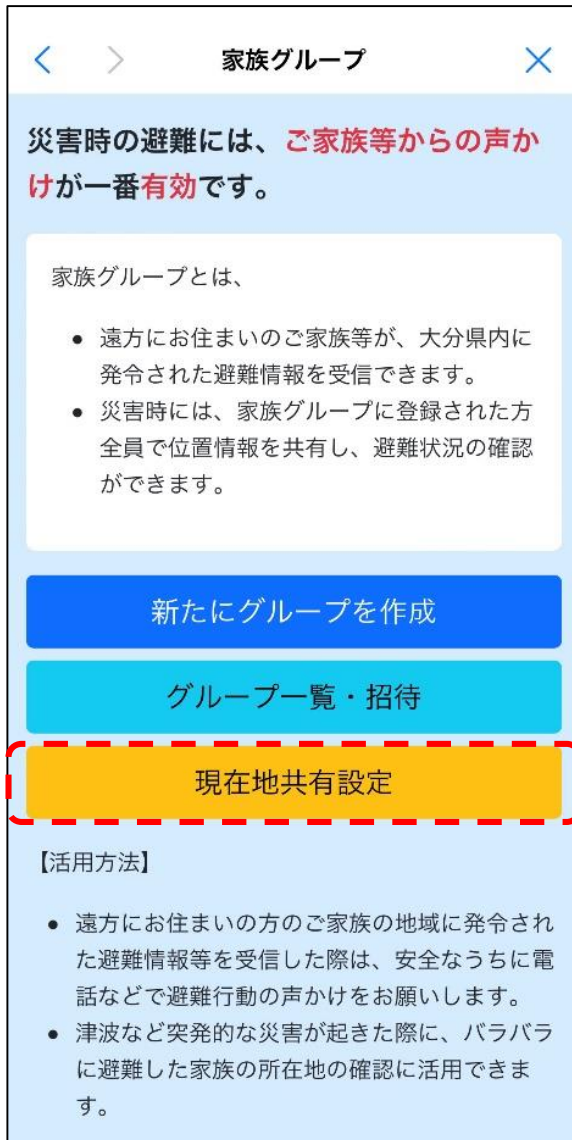 家族グループ
災害時の避難には、ご家族等からの声か
けが一番有効です。
家族グループとは、
● 遠方にお住まいのご家族等が、大分県内に
発令された避難情報を受信できます。
● 災害時には、家族グループに登録された方
全員で位置情報を共有し、避難状況の確認
ができます。
新たにグループを作成
グループ一覧・招待
現在地共有設定
【活用方法】
● 遠方にお住まいの方のご家族の地域に発令され
た避難情報等を受信した際は、安全なうちに電
話などで避難行動の声かけをお願いします。
● 津波など突発的な災害が起きた際に、バラバラ
に避難した家族の所在地の確認に活用できま
す。